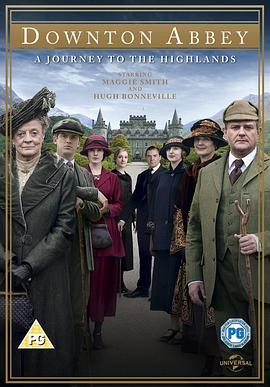 DOWNTON ABBEY
A JOURNEY TO THE HIGHLANDS
STARRING
MAGGIE SMITH
AND
HUGH BONNEVILLE
PG
PG
UNIVERSAL